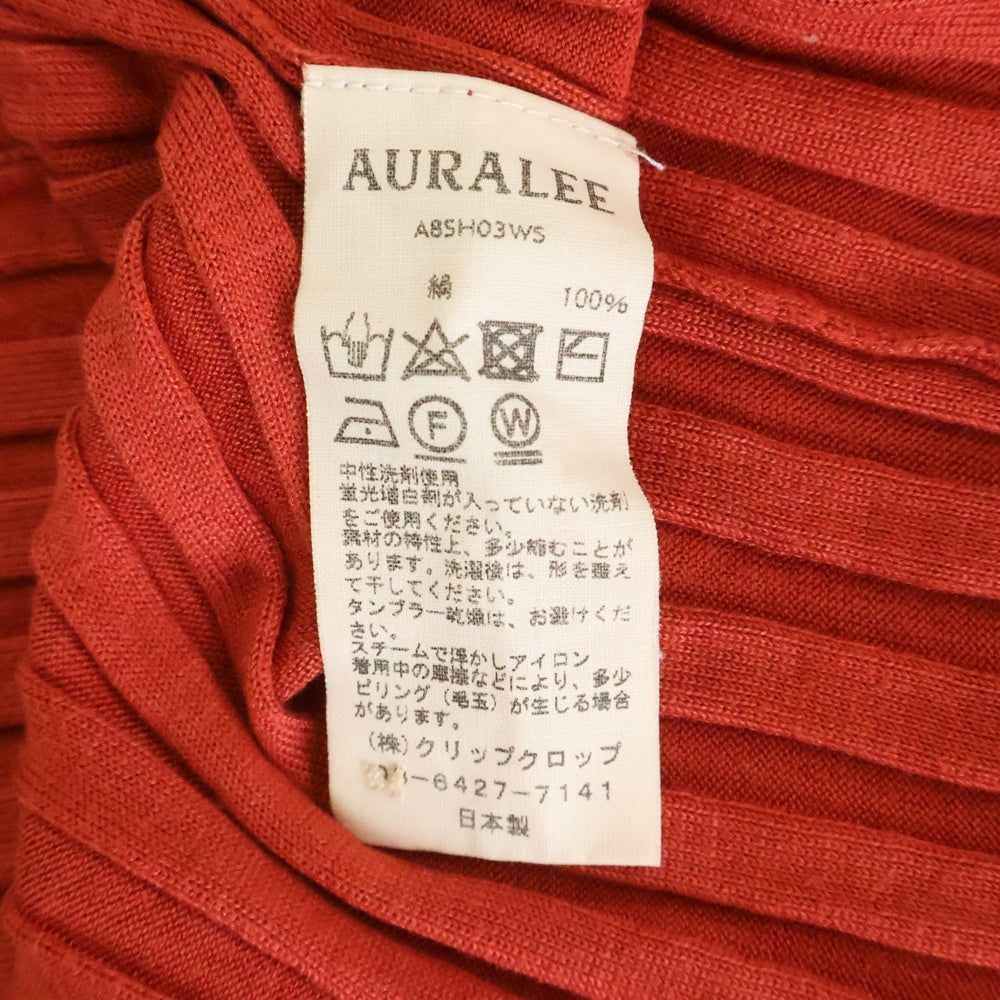 AURALEE
A8SH03WS
絹 100%
F W
中性洗剤使用
蛍光増白剤が入っていない洗剤
をご使用ください。
素材の特性上、多少縮むことが
あります。洗濯後は、形を整え
て干してください。
タンブラー乾燥は、お避けくだ
さい。
スチームで浮かしアイロン
着用中の摩擦などにより、多少
ピリング（毛玉）が生じる場合
があります。
（株）クリップクロップ
03-6427-7141
日本製